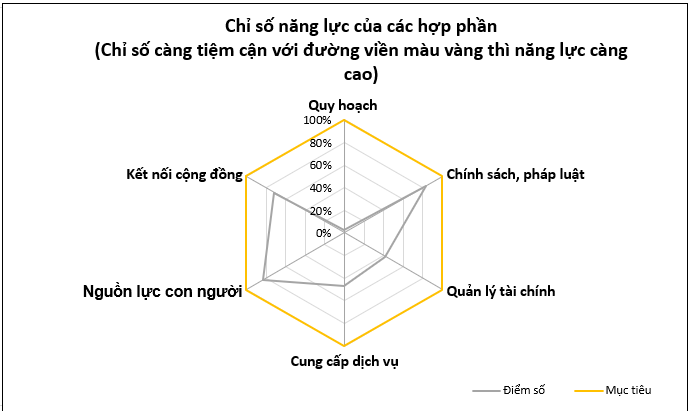 Chỉ số năng lực của các hợp phần
(Chỉ số càng tiệm cận với đường viền màu vàng thì năng lực càng
cao)
Quy hoạch
100%
80%
60%
40%
20%
0%
Kết nối cộng đồng
Chính sách, pháp luật
Nguồn lực con người
Quản lý tài chính
Cung cấp dịch vụ
Điểm số
Mục tiêu